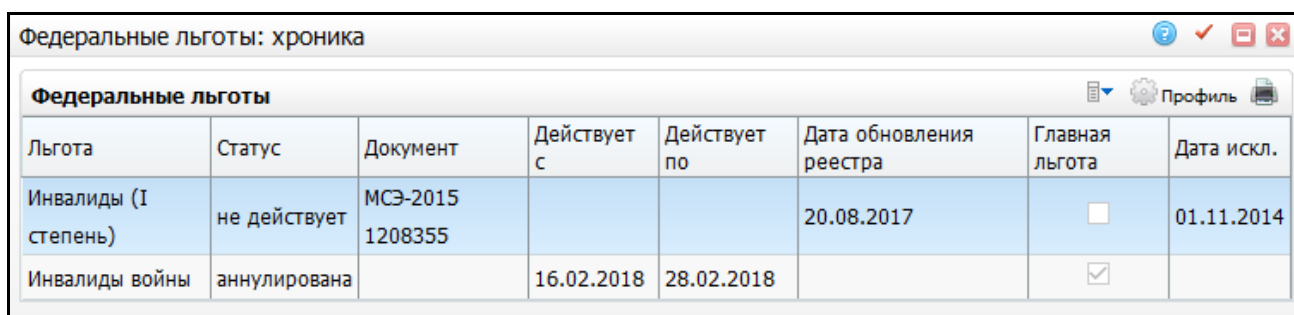 Федеральные льготы: хроника
Федеральные льготы
Профиль
Льгота Статус Документ Действует с Действует по Дата обновления реестра Главная льгота Дата искл.
Инвалиды (I степень) не действует МСЭ-2015 1208355 20.08.2017 01.11.2014
Инвалиды войны аннулирована 16.02.2018 28.02.2018